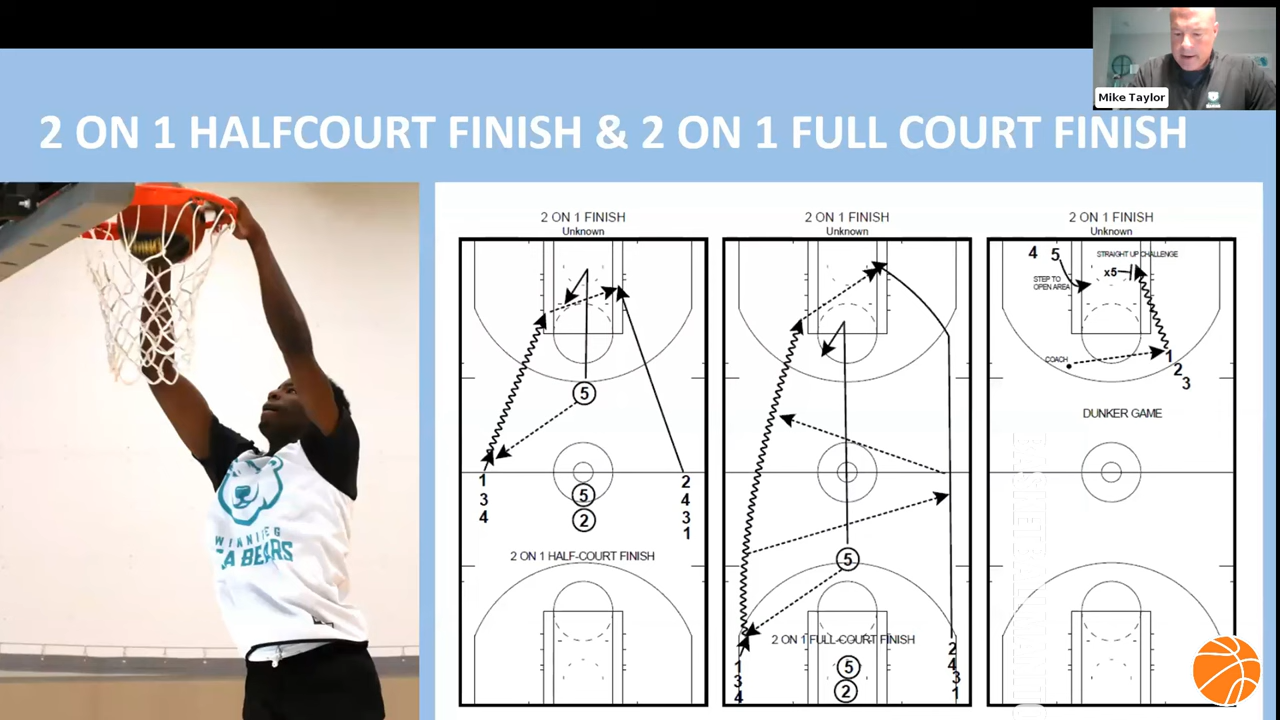 Mike Taylor
2 ON 1 HALFCOURT FINISH & 2 ON 1 FULL COURT FINISH
WINNIPEG
SEA BEARS
2 ON 1 FINISH
Unknown
5
1
3
4
2
4
3
1
5
2
2 ON 1 HALF-COURT FINISH
2 ON 1 FINISH
Unknown
5
2 ON 1 FULL-COURT FINISH
1
3
4
5
2
2
4
3
1
2 ON 1 FINISH
Unknown
4 5
STRAIGHT UP CHALLENGE
x5
STEP TO
OPEN AREA
COACH
1
2
3
DUNKER GAME